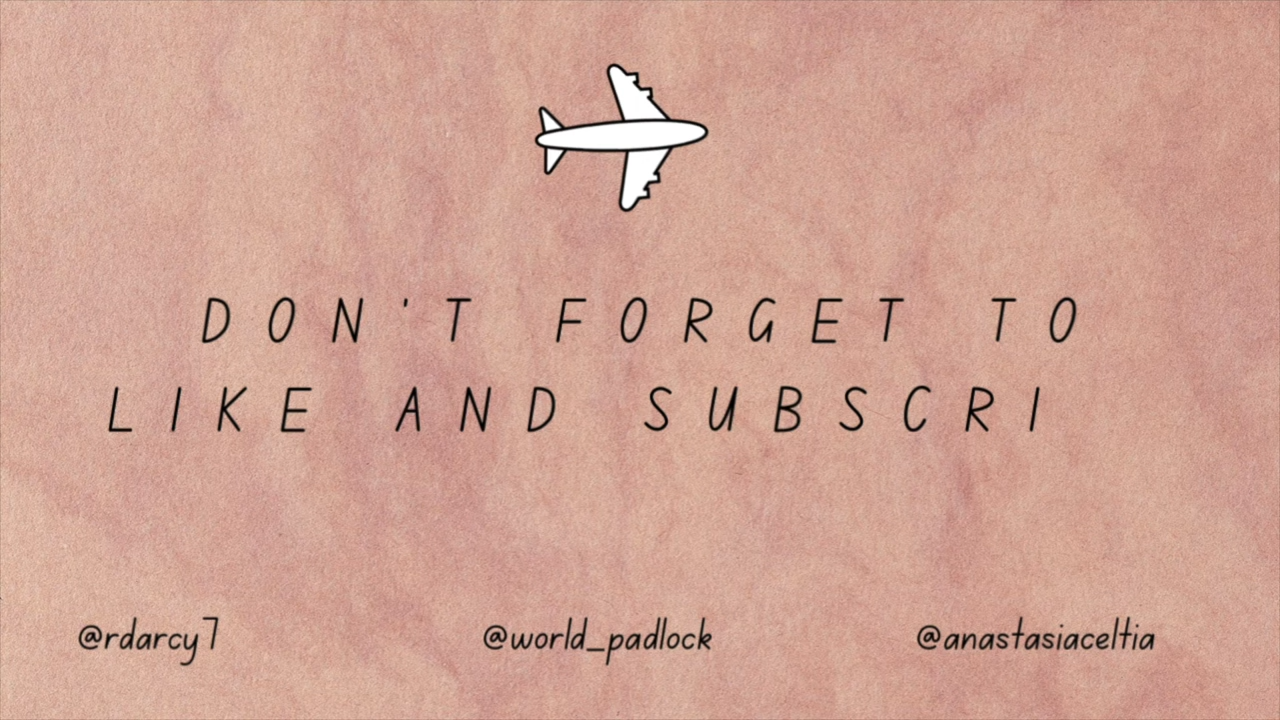 DON'T FORGET TO
LIKE AND SUBSCRI
@rdarcy7 @world_padlock @anastasiaceltia